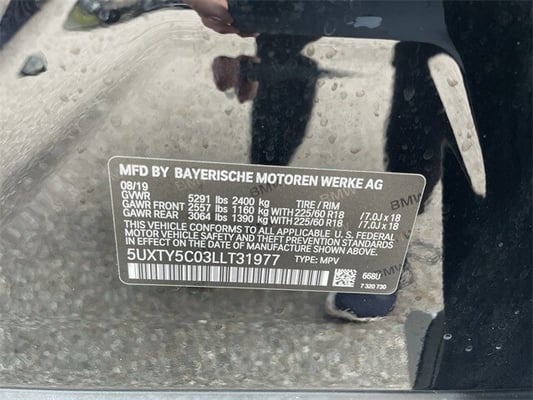 MFD BY BAYERISCHE MOTOREN WERKE AG
08/19 TIRE / RIM
GVWR 5291 lbs 2400 kg
GAWR FRONT 2557 lbs 1160 kg WITH 225/60 R18 /7.0J x 18
GAWR REAR 3064 lbs 1390 kg WITH 225/60 R18 /7.0J x 18
THIS VEHICLE CONFORMS TO ALL APPLICABLE FEDERAL
MOTOR VEHICLE SAFETY, BUMPER, AND THEFT PREVENTION STANDARDS
IN EFFECT ON THE DATE OF MANUFACTURE SHOWN ABOVE.
5UXTY5C03LLT31977 TYPE: MPV
668U
7 320 730